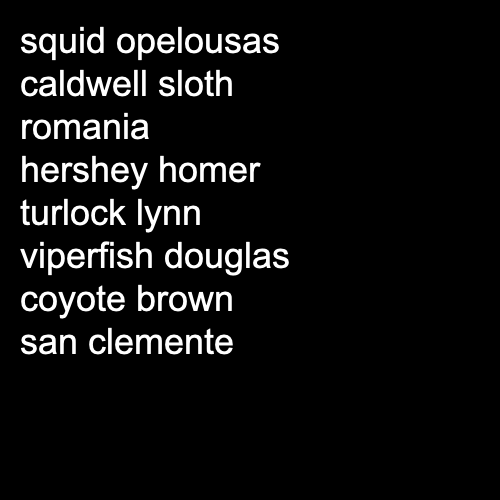 squid opelousas
caldwell sloth
romania
hershey homer
turlock lynn
viperfish douglas
coyote brown
san clemente